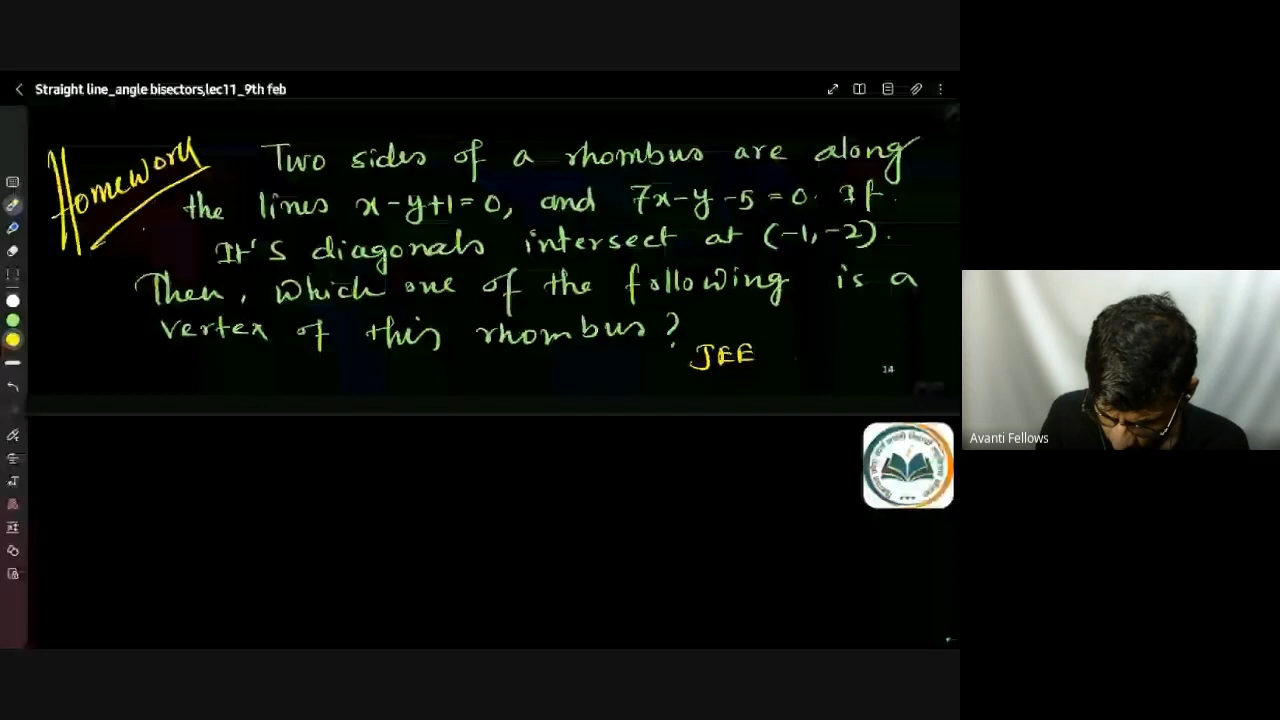 Straight line_angle bisectors,lec11_9th feb
Homework
Two sides of a rhombus are along
the lines x-y+1=0, and 7x-y-5=0. If
It's diagonals intersect at (-1,-2).
Then, which one of the following is a
vertex of this rhombus?
JEE
14
Avanti Fellows